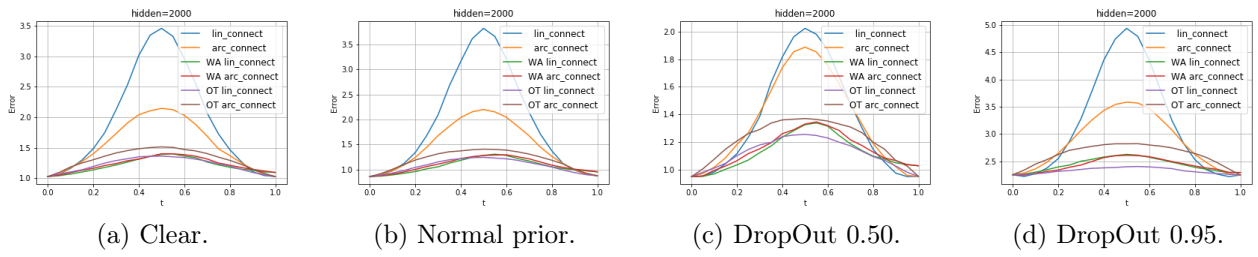 hidden=2000
3.5
3.0
2.5
2.0
1.5
1.0
Error
lin_connect
arc_connect
WA lin_connect
WA arc_connect
OT lin_connect
OT arc_connect
0.0 0.2 0.4 0.6 0.8 1.0
t
(a) Clear.
hidden=2000
3.5
3.0
2.5
2.0
1.5
1.0
Error
lin_connect
arc_connect
WA lin_connect
WA arc_connect
OT lin_connect
OT arc_connect
0.0 0.2 0.4 0.6 0.8 1.0
t
(b) Normal prior.
hidden=2000
2.0
1.8
1.6
1.4
1.2
1.0
Error
lin_connect
arc_connect
WA lin_connect
WA arc_connect
OT lin_connect
OT arc_connect
0.0 0.2 0.4 0.6 0.8 1.0
t
(c) DropOut 0.50.
hidden=2000
5.0
4.5
4.0
3.5
3.0
2.5
Error
lin_connect
arc_connect
WA lin_connect
WA arc_connect
OT lin_connect
OT arc_connect
0.0 0.2 0.4 0.6 0.8 1.0
t
(d) DropOut 0.95.